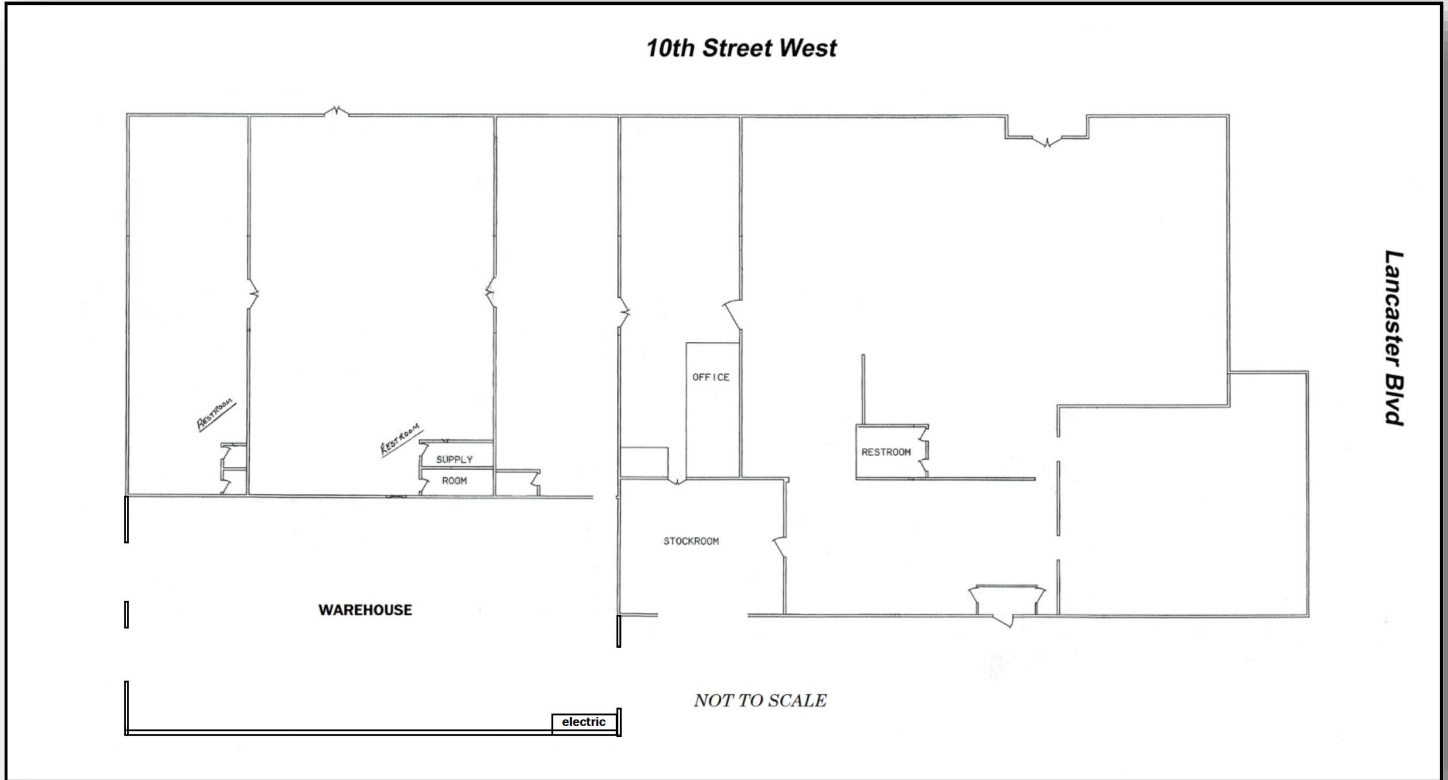 10th Street West
Lancaster Blvd
OFFICE
RESTROOM
RESTROOM
SUPPLY
ROOM
RESTROOM
STOCKROOM
WAREHOUSE
NOT TO SCALE
electric